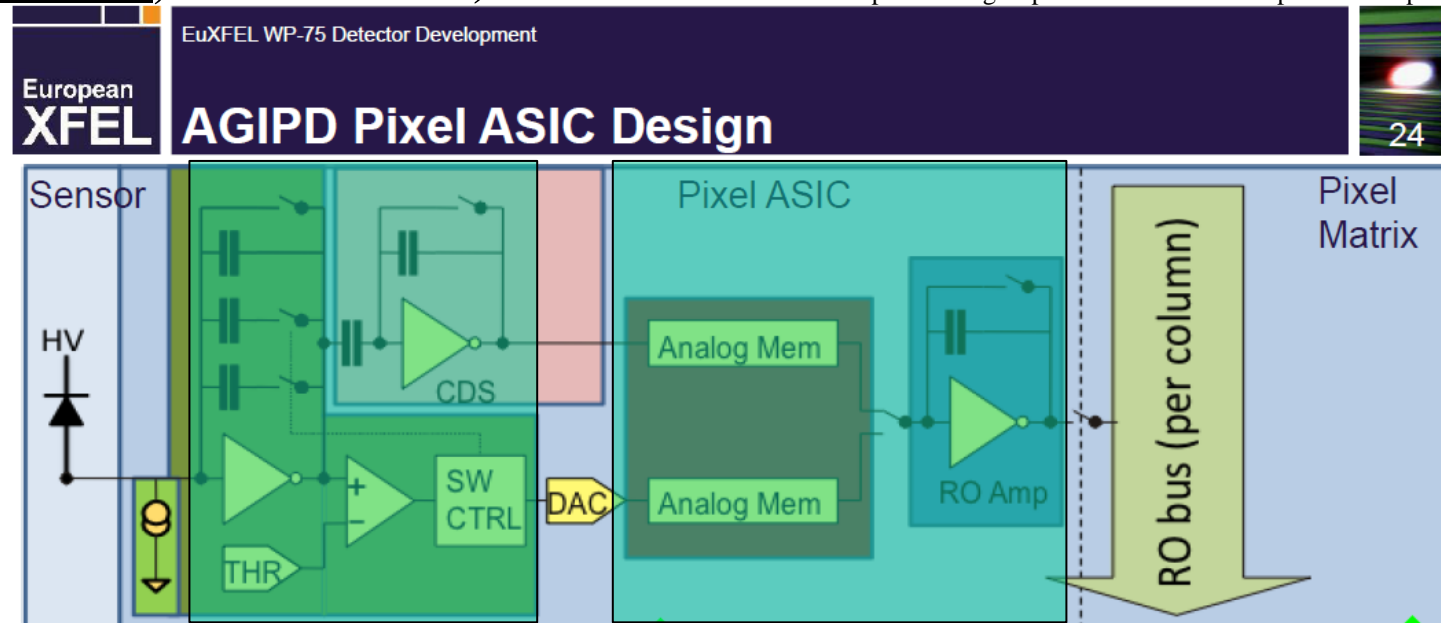 EuXFEL WP-75 Detector Development
European
XFEL
AGIPD Pixel ASIC Design
24
Sensor
Pixel ASIC
Pixel
Matrix
HV
CDS
Analog Mem
SW
CTRL
THR
DAC
Analog Mem
RO Amp
RO bus (per column)